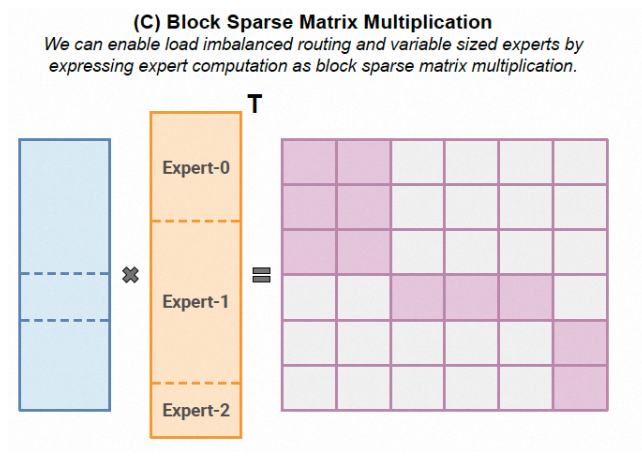 (C) Block Sparse Matrix Multiplication
We can enable load imbalanced routing and variable sized experts by
expressing expert computation as block sparse matrix multiplication.
T
Expert-0
Expert-1
Expert-2